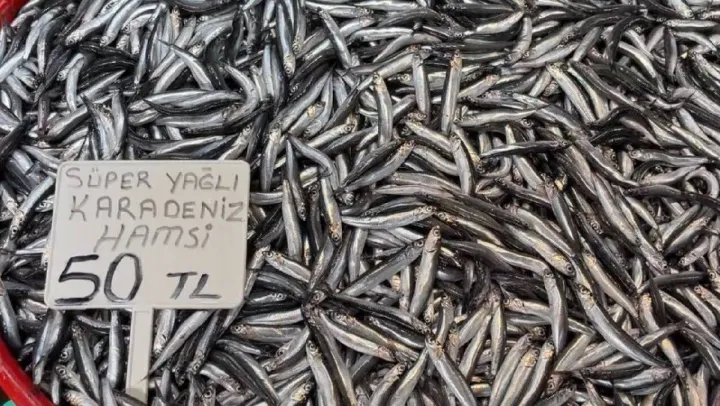 SÜPER YAĞLI
KARADENİZ
HAMSİ
50 TL